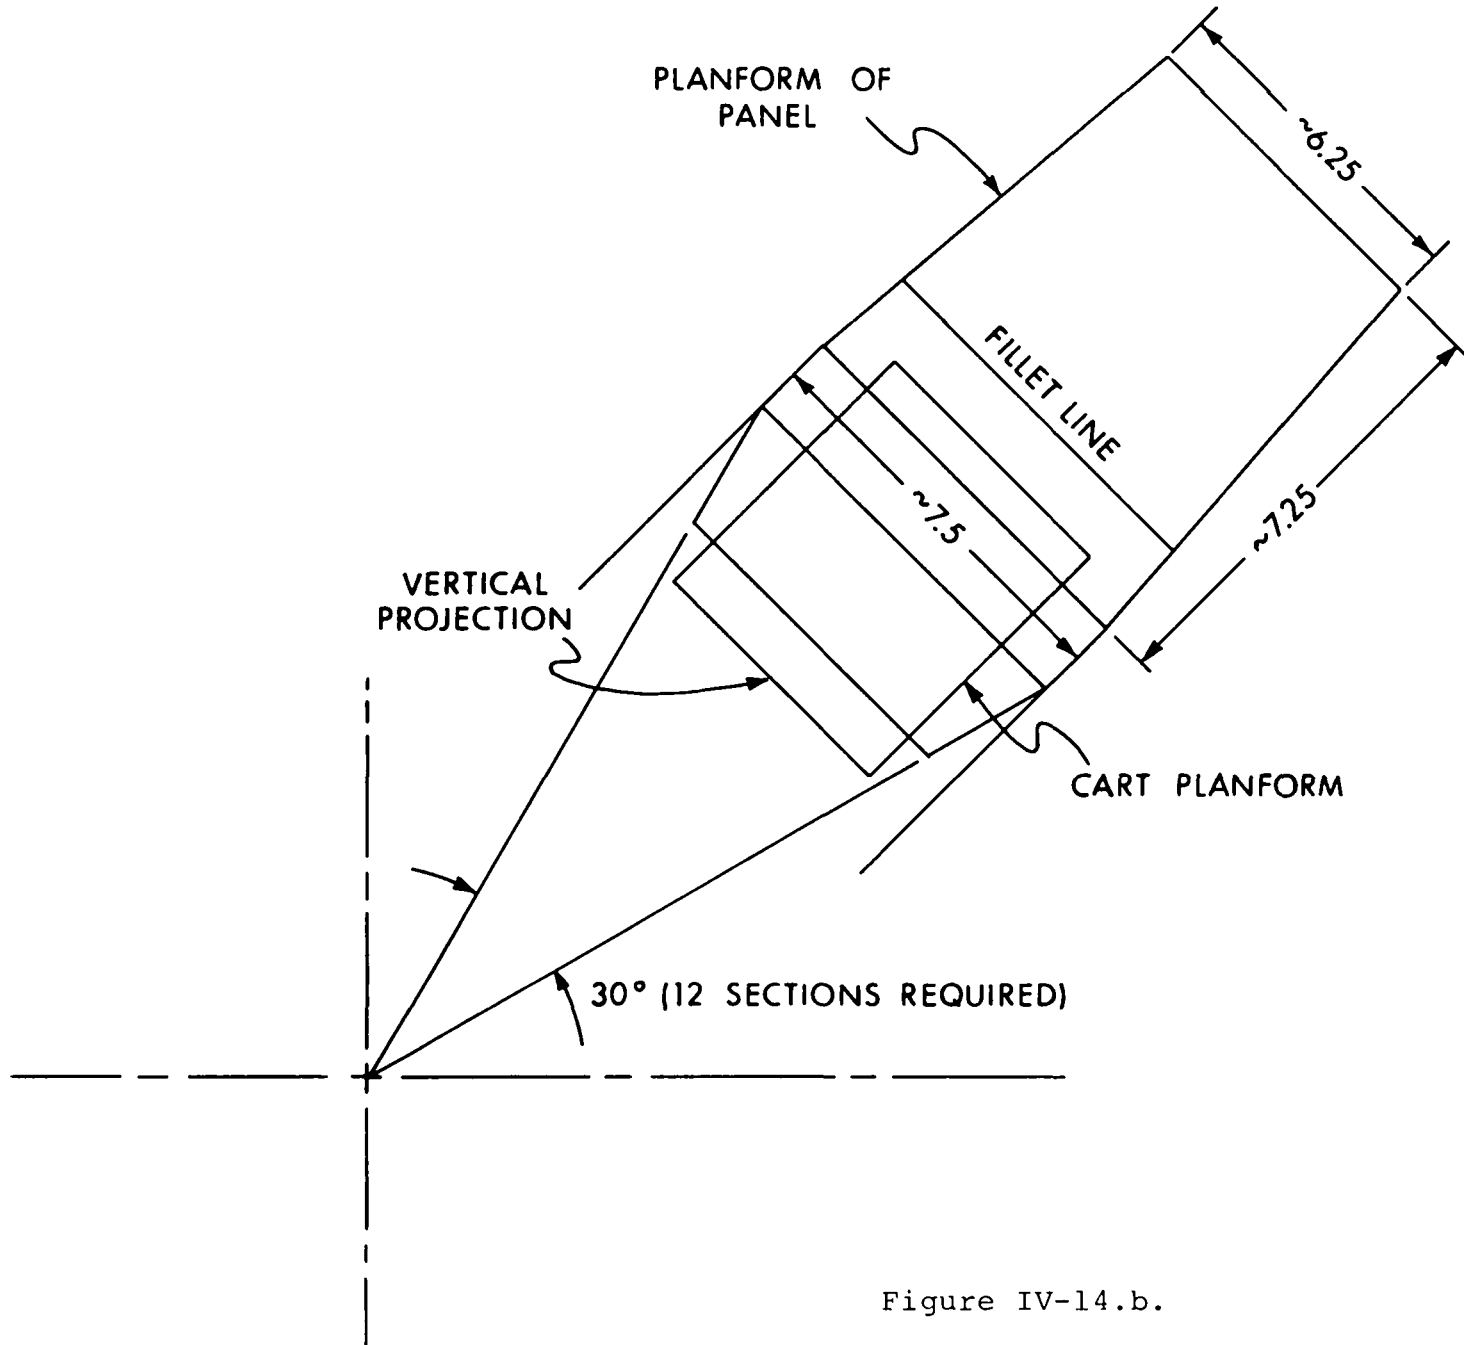 PLANFORM OF
PANEL
~6.25
FILLET LINE
~7.5
~7.25
VERTICAL
PROJECTION
CART PLANFORM
30° (12 SECTIONS REQUIRED)
Figure IV-14.b.